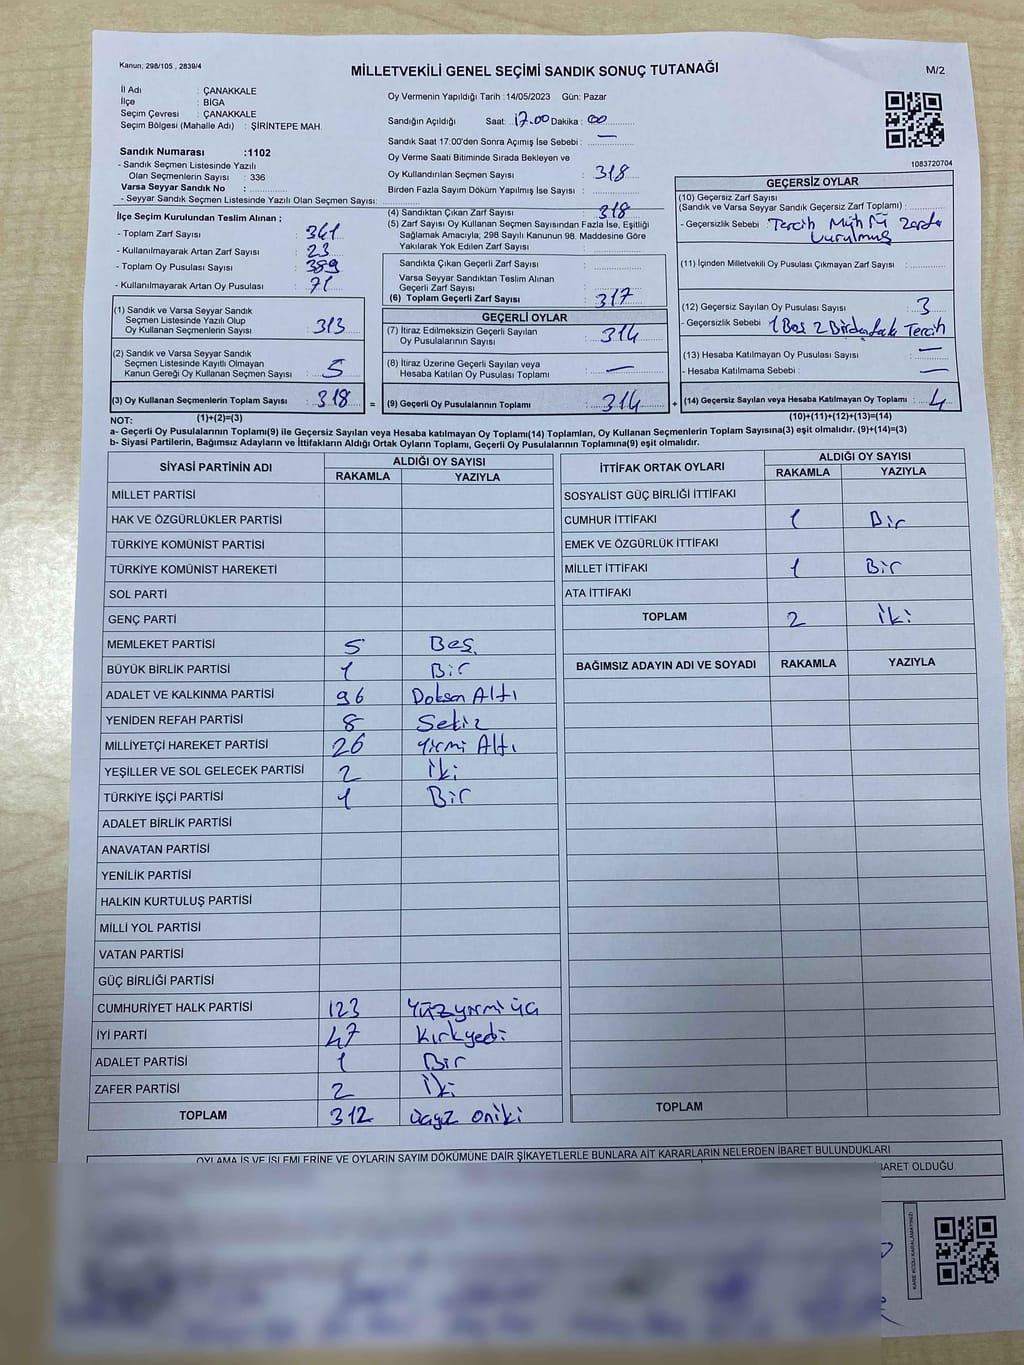 Kanun; 298/105 , 2839/4
MİLLETVEKİLİ GENEL SEÇİMİ SANDIK SONUÇ TUTANAĞI
M/2
İl Adı : ÇANAKKALE
İlçe : BİGA
Seçim Çevresi : ÇANAKKALE
Seçim Bölgesi (Mahalle Adı) : ŞİRİNTEPE MAH.
Sandık Numarası :1102
- Sandık Seçmen Listesinde Yazılı
Olan Seçmenlerin Sayısı : 336
Varsa Seyyar Sandık No :
- Seyyar Sandık Seçmen Listesinde Yazılı Olan Seçmen Sayısı:
Oy Vermenin Yapıldığı Tarih :14/05/2023 Gün: Pazar
Sandığın Açıldığı Saat: 17.00 Dakika : 00
Sandık Saat 17:00'den Sonra Açımış İse Sebebi : —
Oy Verme Saati Bitiminde Sırada Bekleyen ve
Oy Kullandırılan Seçmen Sayısı : 318
Birden Fazla Sayım Döküm Yapılmış İse Sayısı :
1083720704
İlçe Seçim Kurulundan Teslim Alınan ;
- Toplam Zarf Sayısı : 341
- Kullanılmayarak Artan Zarf Sayısı : 23
- Toplam Oy Pusulası Sayısı : 389
- Kullanılmayarak Artan Oy Pusulası : 71
(4) Sandıktan Çıkan Zarf Sayısı : 318
(5) Zarf Sayısı Oy Kullanan Seçmen Sayısından Fazla İse, Eşitliği
Sağlamak Amacıyla, 298 Sayılı Kanunun 98. Maddesine Göre
Yakılarak Yok Edilen Zarf Sayısı :
Sandıkta Çıkan Geçerli Zarf Sayısı :
Varsa Seyyar Sandıktan Teslim Alınan
Geçerli Zarf Sayısı :
(6) Toplam Geçerli Zarf Sayısı : 317
GEÇERSİZ OYLAR
(10) Geçersiz Zarf Sayısı
(Sandık ve Varsa Seyyar Sandık Geçersiz Zarf Toplamı) :
- Geçersizlik Sebebi : Tercih Zarfa
Vurulmuş
(11) İçinden Milletvekili Oy Pusulası Çıkmayan Zarf Sayısı :
(12) Geçersiz Sayılan Oy Pusulası Sayısı : 3
- Geçersizlik Sebebi : 1 Boş 2 Birden Tercih
(13) Hesaba Katılmayan Oy Pusulası Sayısı : —
- Hesaba Katılmama Sebebi : —
(1) Sandık ve Varsa Seyyar Sandık
Seçmen Listesinde Yazılı Olup
Oy Kullanan Seçmenlerin Sayısı : 313
(2) Sandık ve Varsa Seyyar Sandık
Seçmen Listesinde Kayıtlı Olmayan
Kanun Gereği Oy Kullanan Seçmen Sayısı : 5
GEÇERLİ OYLAR
(7) İtiraz Edilmeksizin Geçerli Sayılan
Oy Pusulalarının Sayısı : 314
(8) İtiraz Üzerine Geçerli Sayılan veya
Hesaba Katılan Oy Pusulası Toplamı : —
(3) Oy Kullanan Seçmenlerin Toplam Sayısı : 318 = (9) Geçerli Oy Pusulalarının Toplamı : 314 + (14) Geçersiz Sayılan veya Hesaba Katılmayan Oy Toplamı : 4
NOT: (1)+(2)=(3) (10)+(11)+(12)+(13)=(14)
a- Geçerli Oy Pusulalarının Toplamı(9) ile Geçersiz Sayılan veya Hesaba katılmayan Oy Toplamı(14) Toplamları, Oy Kullanan Seçmenlerin Toplam Sayısına(3) eşit olmalıdır. (9)+(14)=(3)
b- Siyasi Partilerin, Bağımsız Adayların ve İttifakların Aldığı Ortak Oyların Toplamı, Geçerli Oy Pusulalarının Toplamına(9) eşit olmalıdır.
SİYASİ PARTİNİN ADI ALDIĞI OY SAYISI
RAKAMLA YAZIYLA
MİLLET PARTİSİ
HAK VE ÖZGÜRLÜKLER PARTİSİ
TÜRKİYE KOMÜNİST PARTİSİ
TÜRKİYE KOMÜNİST HAREKETİ
SOL PARTİ
GENÇ PARTİ
MEMLEKET PARTİSİ 5 Beş
BÜYÜK BİRLİK PARTİSİ 1 Bir
ADALET VE KALKINMA PARTİSİ 96 Doksan Altı
YENİDEN REFAH PARTİSİ 8 Sekiz
MİLLİYETÇİ HAREKET PARTİSİ 26 Yirmi Altı
YEŞİLLER VE SOL GELECEK PARTİSİ 2 İki
TÜRKİYE İŞÇİ PARTİSİ 1 Bir
ADALET BİRLİK PARTİSİ
ANAVATAN PARTİSİ
YENİLİK PARTİSİ
HALKIN KURTULUŞ PARTİSİ
MİLLİ YOL PARTİSİ
VATAN PARTİSİ
GÜÇ BİRLİĞİ PARTİSİ
CUMHURİYET HALK PARTİSİ 123 Yüzyirmi üç
İYİ PARTİ 47 Kırkyedi
ADALET PARTİSİ 1 Bir
ZAFER PARTİSİ 2 İki
TOPLAM 312 üçyüz oniki
İTTİFAK ORTAK OYLARI ALDIĞI OY SAYISI
RAKAMLA YAZIYLA
SOSYALİST GÜÇ BİRLİĞİ İTTİFAKI
CUMHUR İTTİFAKI 1 Bir
EMEK VE ÖZGÜRLÜK İTTİFAKI
MİLLET İTTİFAKI 1 Bir
ATA İTTİFAKI
TOPLAM 2 İki
BAĞIMSIZ ADAYIN ADI VE SOYADI RAKAMLA YAZIYLA
TOPLAM
OYLAMA İŞ VE İŞLEMLERİNE VE OYLARIN SAYIM DÖKÜMÜNE DAİR ŞİKAYETLERLE BUNLARA AİT KARARLARIN NELERDEN İBARET BULUNDUKLARI
BARET OLDUĞU
KARE KODU KARALAMAYINIZ!